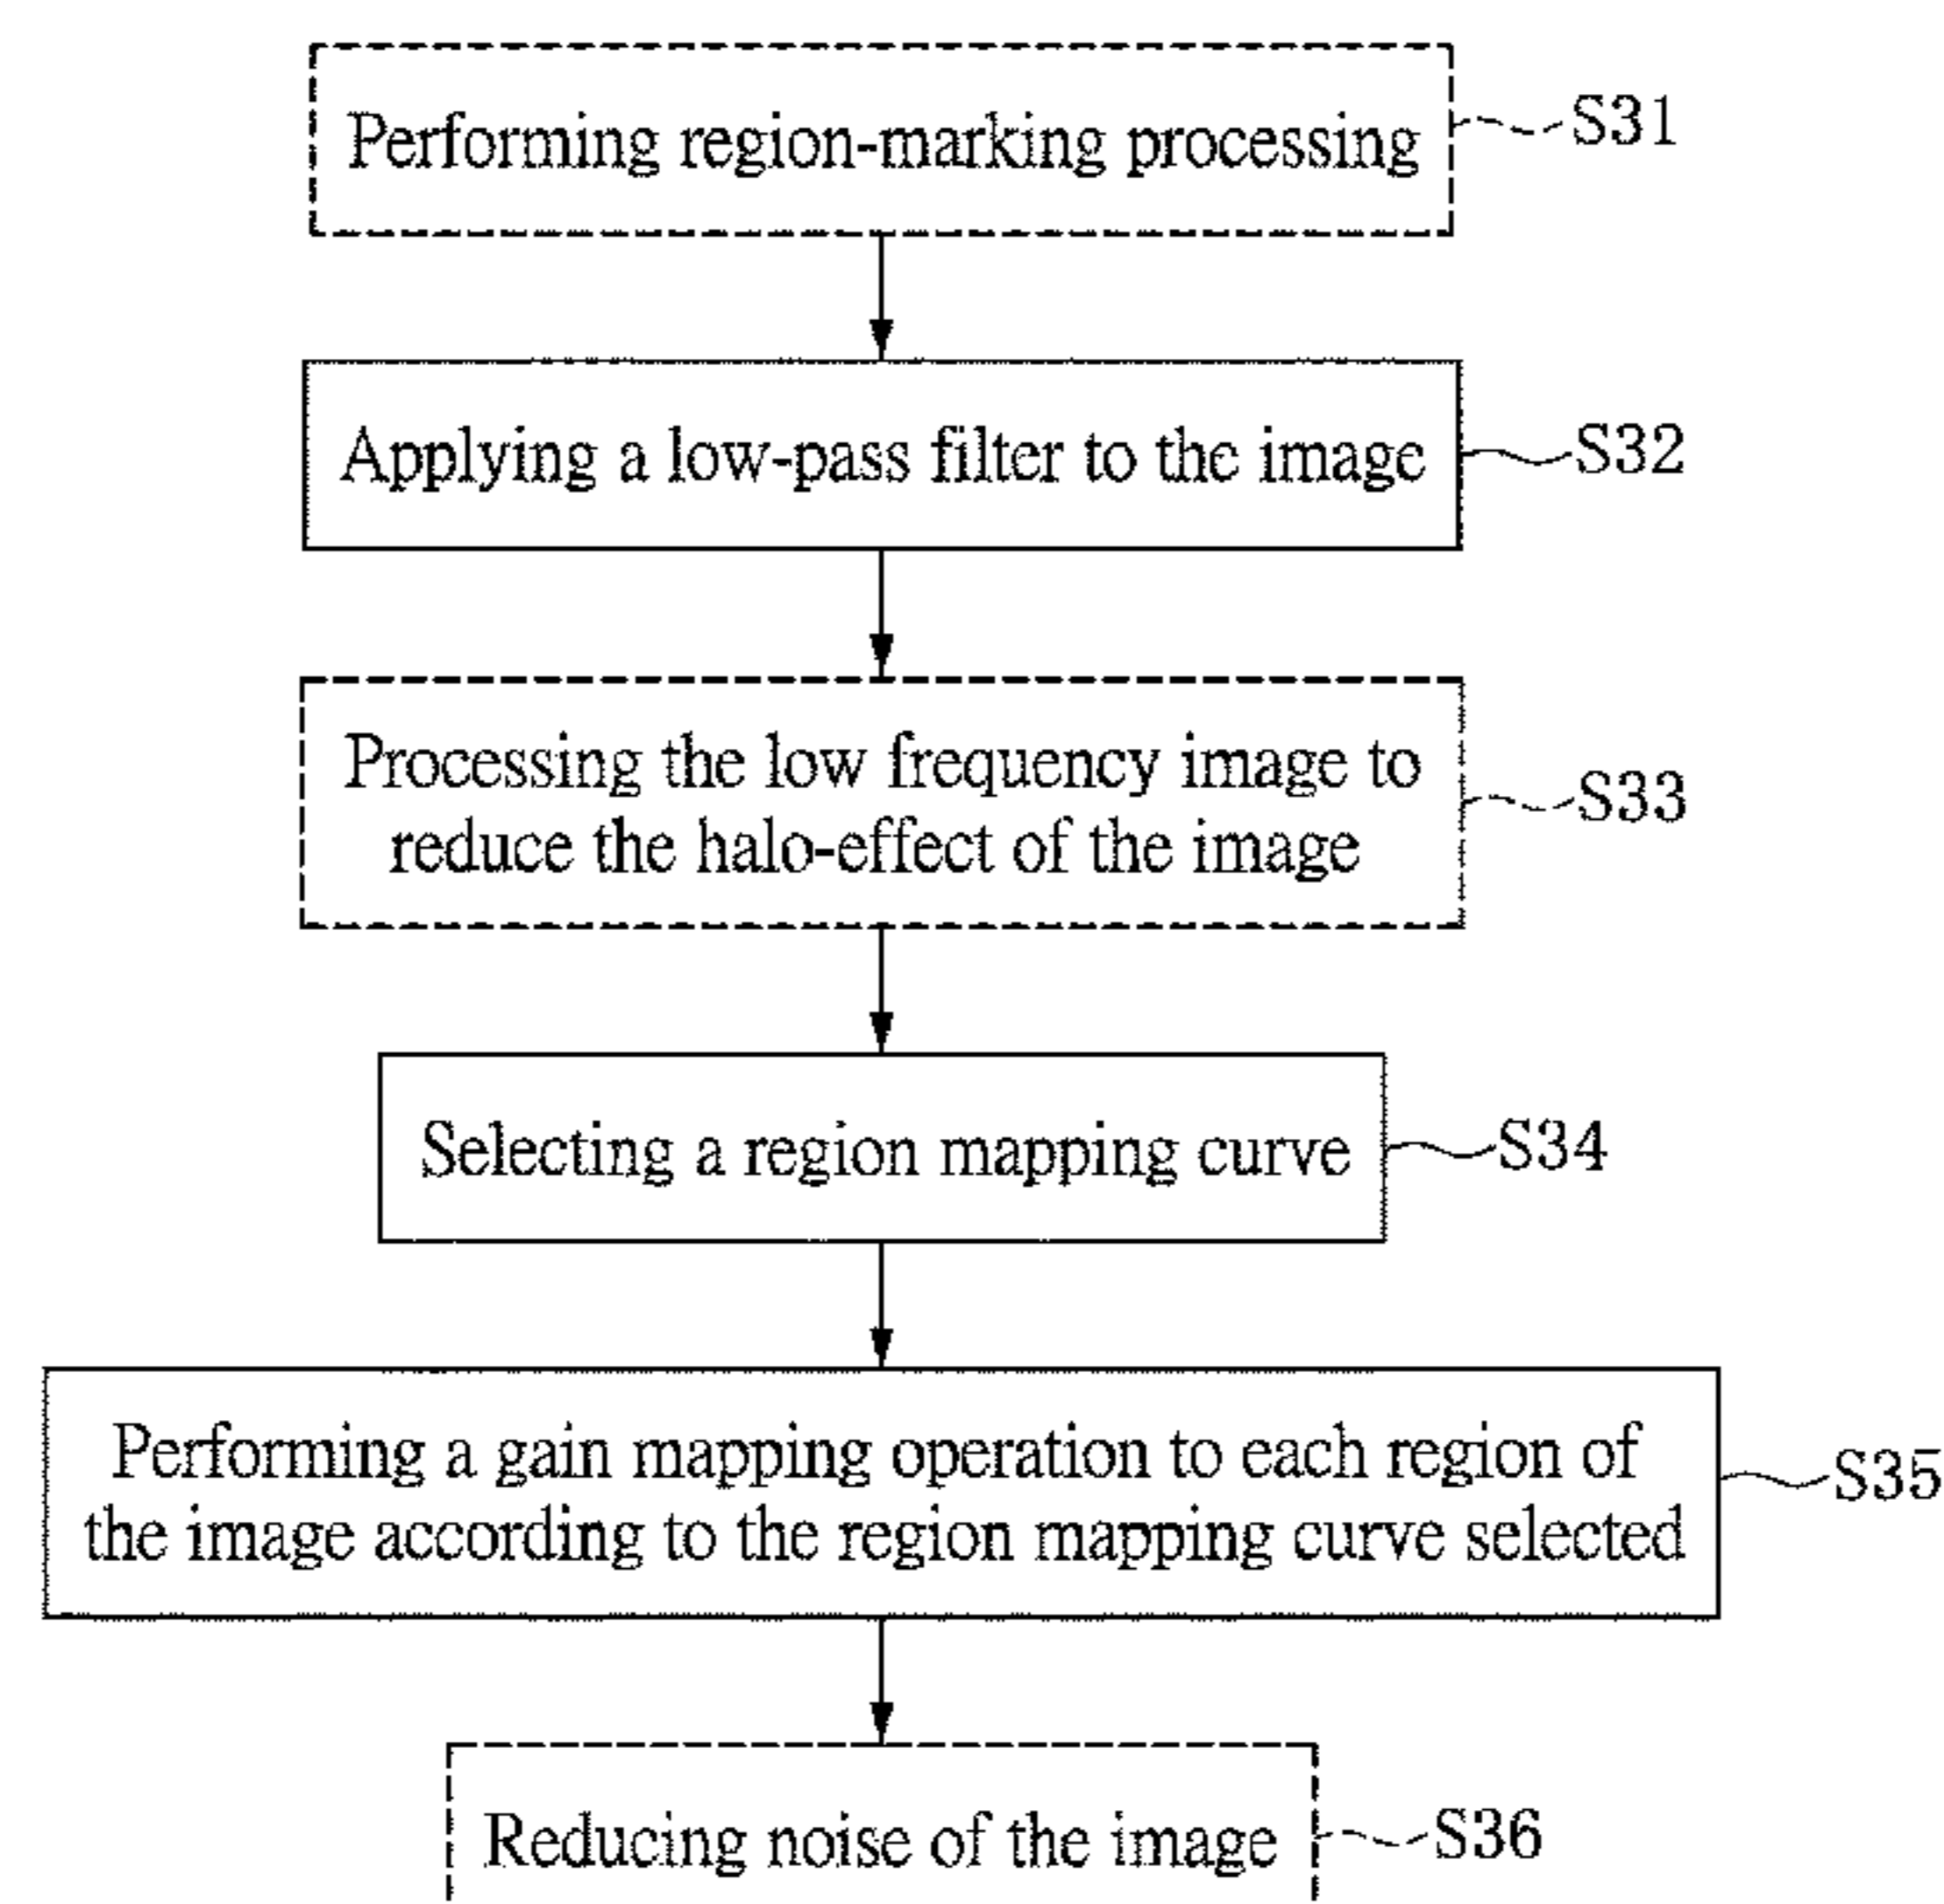 Performing region-marking processing
S31
Applying a low-pass filter to the image
S32
Processing the low frequency image to
reduce the halo-effect of the image
S33
Selecting a region mapping curve
S34
Performing a gain mapping operation to each region of
the image according to the region mapping curve selected
S35
Reducing noise of the image
S36